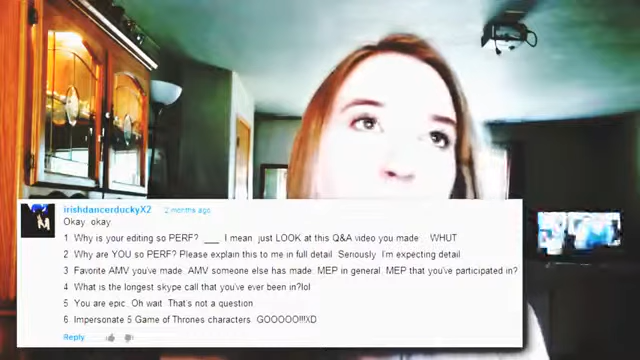 irishdancerduckyX2 2 months ago
Okay okay
1 Why is your editing so PERF? ___ I mean just LOOK at this Q&A video you made WHUT
2 Why are YOU so PERF? Please explain this to me in full detail Seriously I'm expecting detail
3 Favorite AMV you've made AMV someone else has made MEP in general MEP that you've participated in?
4 What is the longest skype call that you've ever been in?lol
5 You are epic Oh wait That's not a question
6 Impersonate 5 Game of Thrones characters GOOOOO!!!XD
Reply